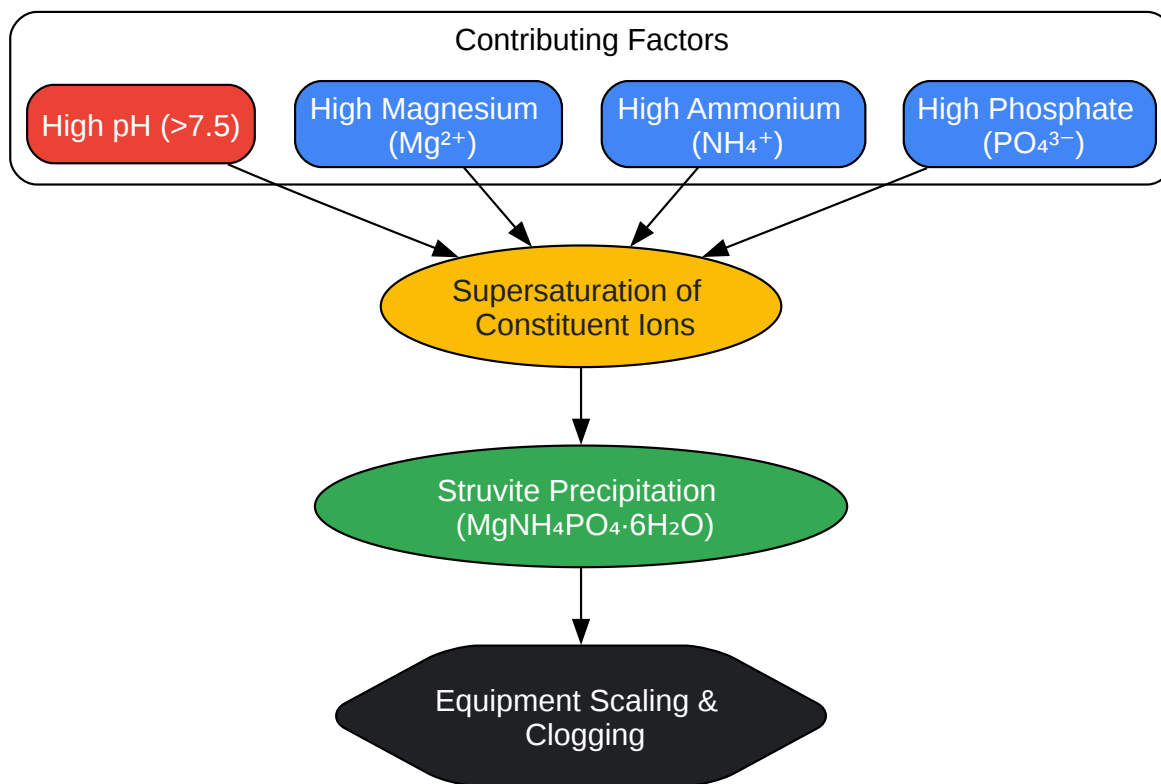 Contributing Factors
High pH (>7.5)
High Magnesium
(Mg²⁺)
High Ammonium
(NH₄⁺)
High Phosphate
(PO₄³⁻)
Supersaturation of
Constituent Ions
Struvite Precipitation
(MgNH₄PO₄·6H₂O)
Equipment Scaling &
Clogging